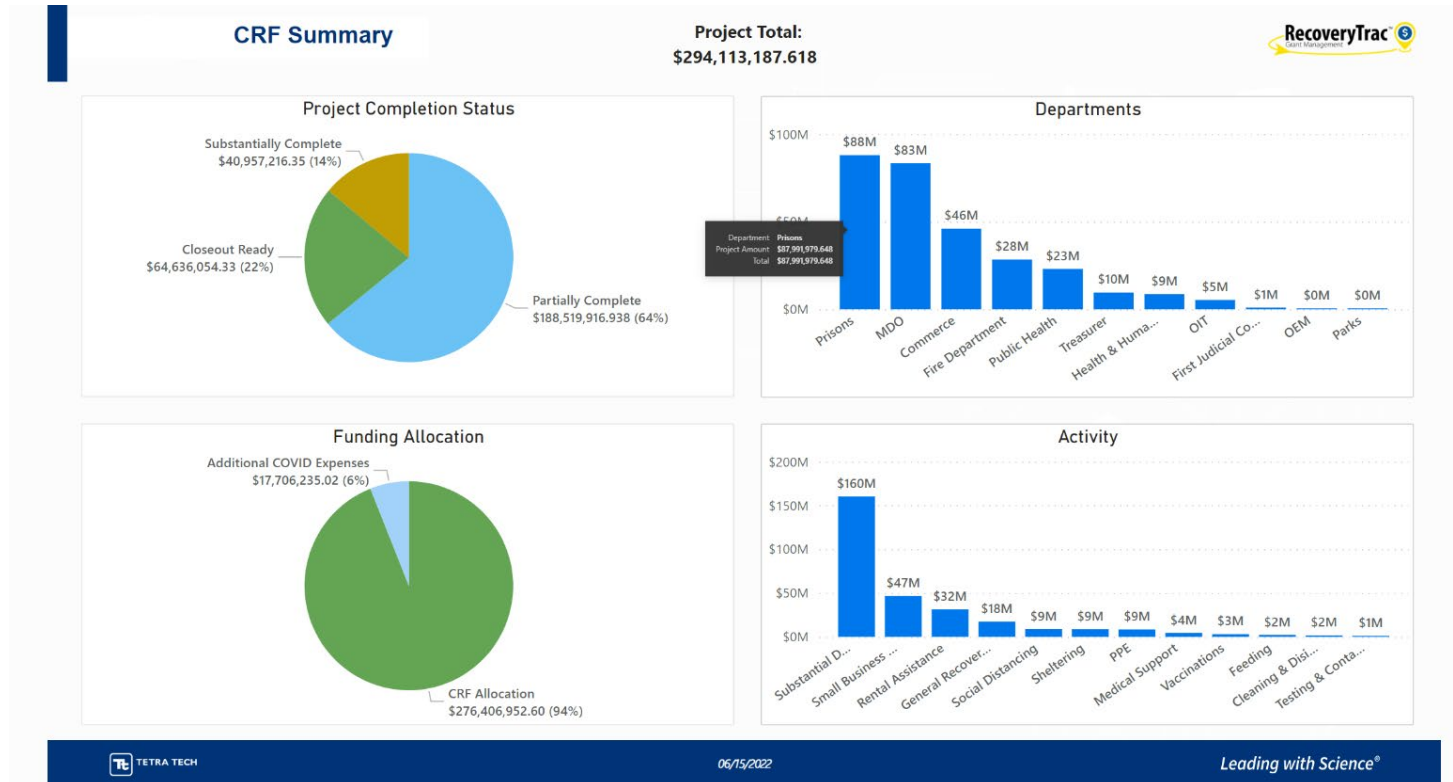 CRF Summary
Project Total:
$294,113,187.618
RecoveryTrac™
Grant Management
Project Completion Status
Substantially Complete
$40,957,216.35 (14%)
Closeout Ready
$64,636,054.33 (22%)
Partially Complete
$188,519,916.938 (64%)
Departments
$100M
$0M
$88M
$83M
$46M
$28M
$23M
$10M
$9M
$5M
$1M
$0M
$0M
Department Prisons
Project Amount $87,991,979.648
Total $87,991,979.648
Prisons
MDO
Commerce
Fire Department
Public Health
Treasurer
Health & Huma...
OIT
First Judicial Co...
OEM
Parks
Funding Allocation
Additional COVID Expenses
$17,706,235.02 (6%)
CRF Allocation
$276,406,952.60 (94%)
Activity
$200M
$150M
$100M
$50M
$0M
$160M
$47M
$32M
$18M
$9M
$9M
$9M
$4M
$3M
$2M
$2M
$1M
Substantial D...
Small Business ...
Rental Assistance
General Recover...
Social Distancing
Sheltering
PPE
Medical Support
Vaccinations
Feeding
Cleaning & Disi...
Testing & Conta...
Tt TETRA TECH
06/15/2022
Leading with Science®